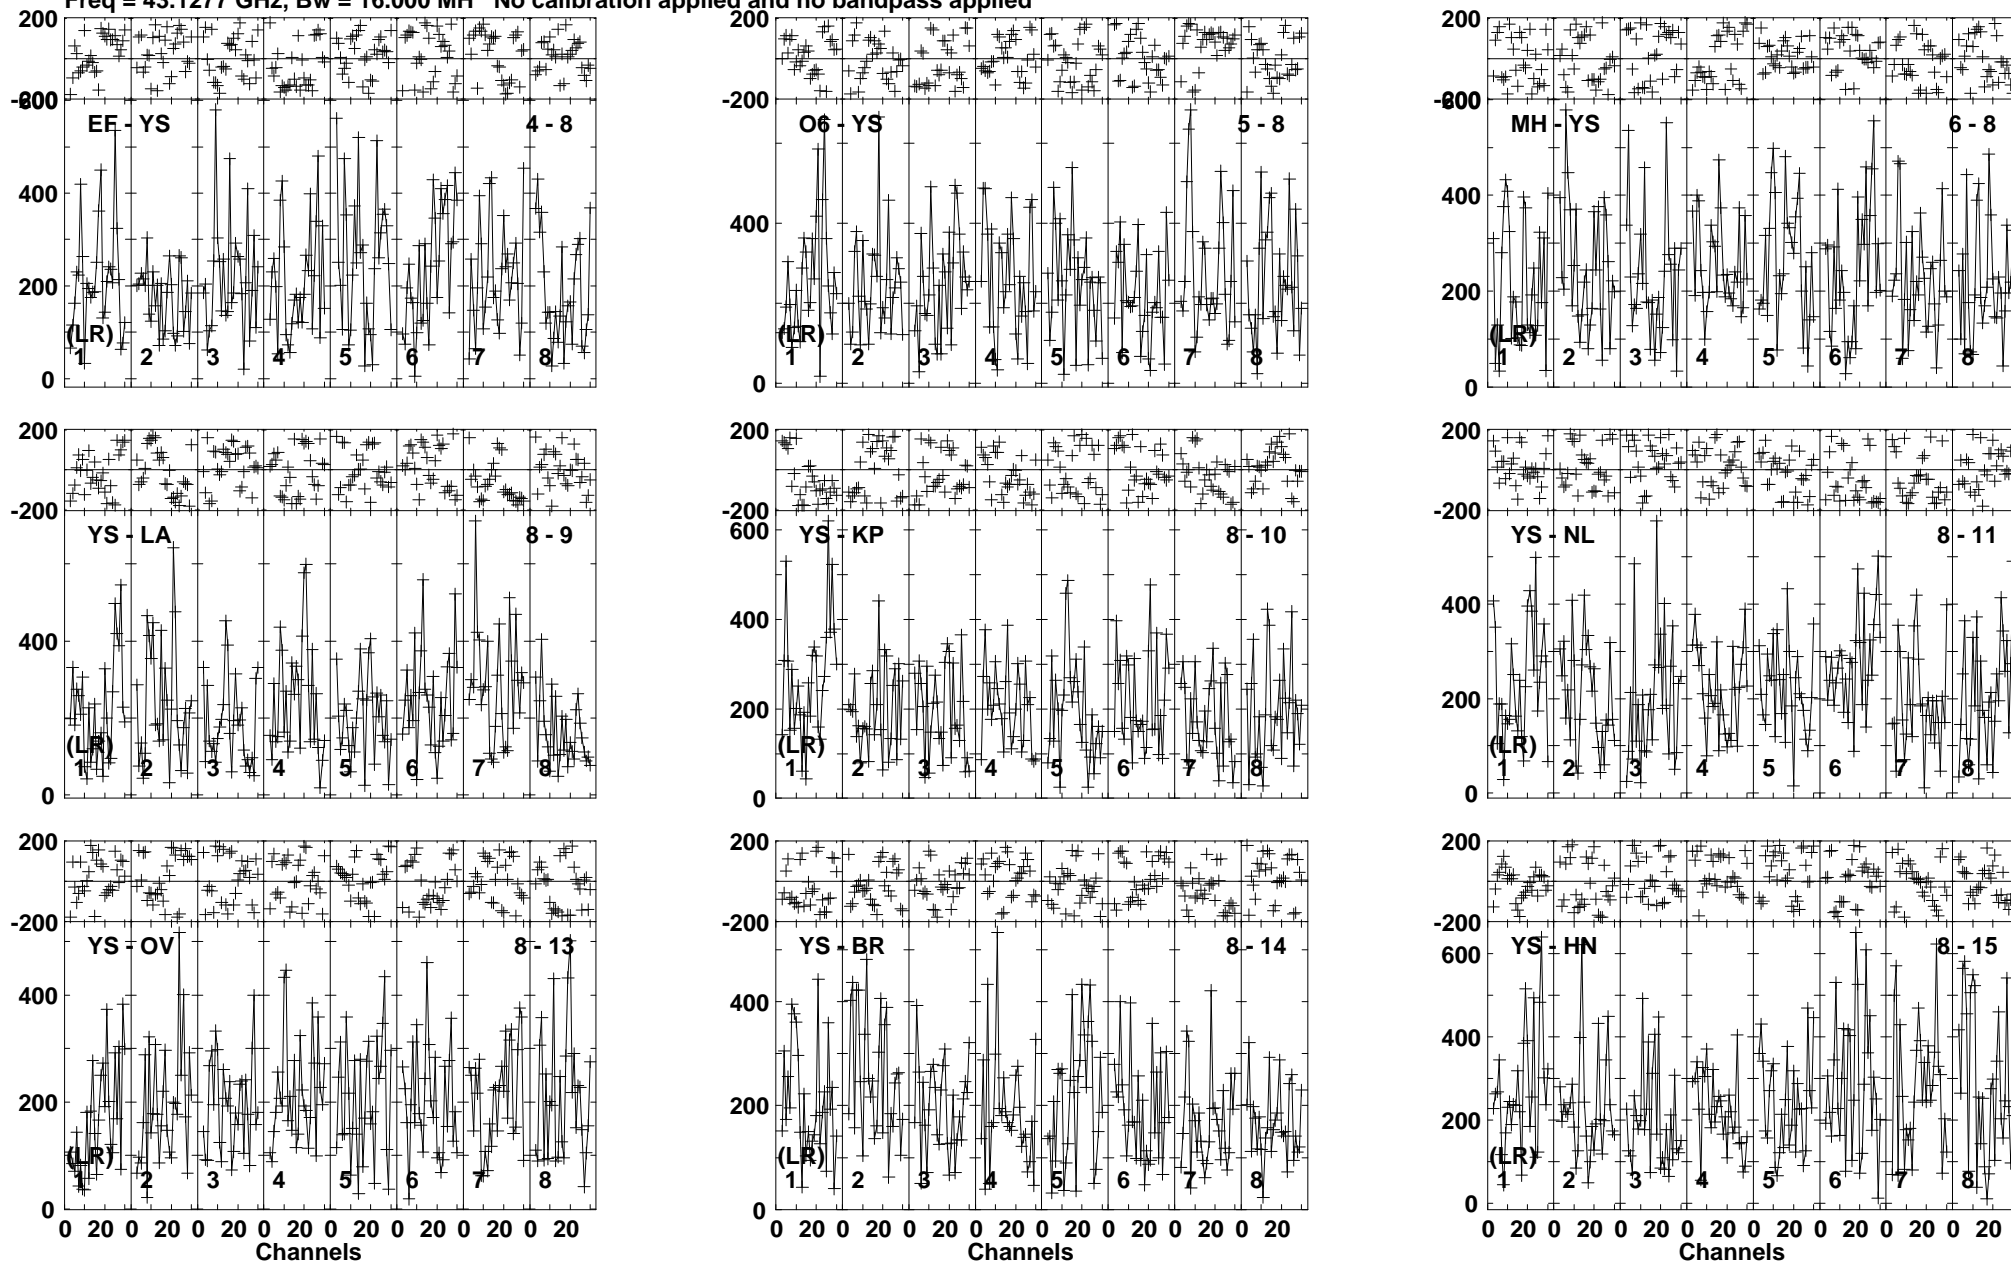 Freq = 43.1277 GHz, Bw = 16.000 MH No calibration applied and no bandpass applied
200 200 200
-200 -200 -200
600 600
EF - YS 4 - 8 O6 - YS 5 - 8 MH - YS 6 - 8
400 400 400
200 200
(LR) (LR) (LR)
1 2 3 4 5 6 7 8 1 2 3 4 5 6 7 8 1 2 3 4 5 6 7 8
0 0 0
200 200 200
-200 -200 -200
YS - LA 8 - 9 600 YS - KP 8 - 10 YS - NL 8 - 11
400 400 400
200 200
(LR) (LR) (LR)
1 2 3 4 5 6 7 8 1 2 3 4 5 6 7 8 1 2 3 4 5 6 7 8
0 0 0
200 200 200
-200 -200 -200
YS - OV 8 - 13 YS - BR 8 - 14 600 YS - HN 8 - 15
400 400 400
200 200 200
(LR) (LR) (LR)
1 2 3 4 5 6 7 8 1 2 3 4 5 6 7 8 1 2 3 4 5 6 7 8
0 0 0
0 20 0 20 0 20 0 20 0 20 0 20 0 20 0 20 0 20 0 20 0 20 0 20 0 20 0 20 0 20 0 20 0 20 0 20 0 20 0 20 0 20 0 20 0 20 0 20
Channels Channels Channels